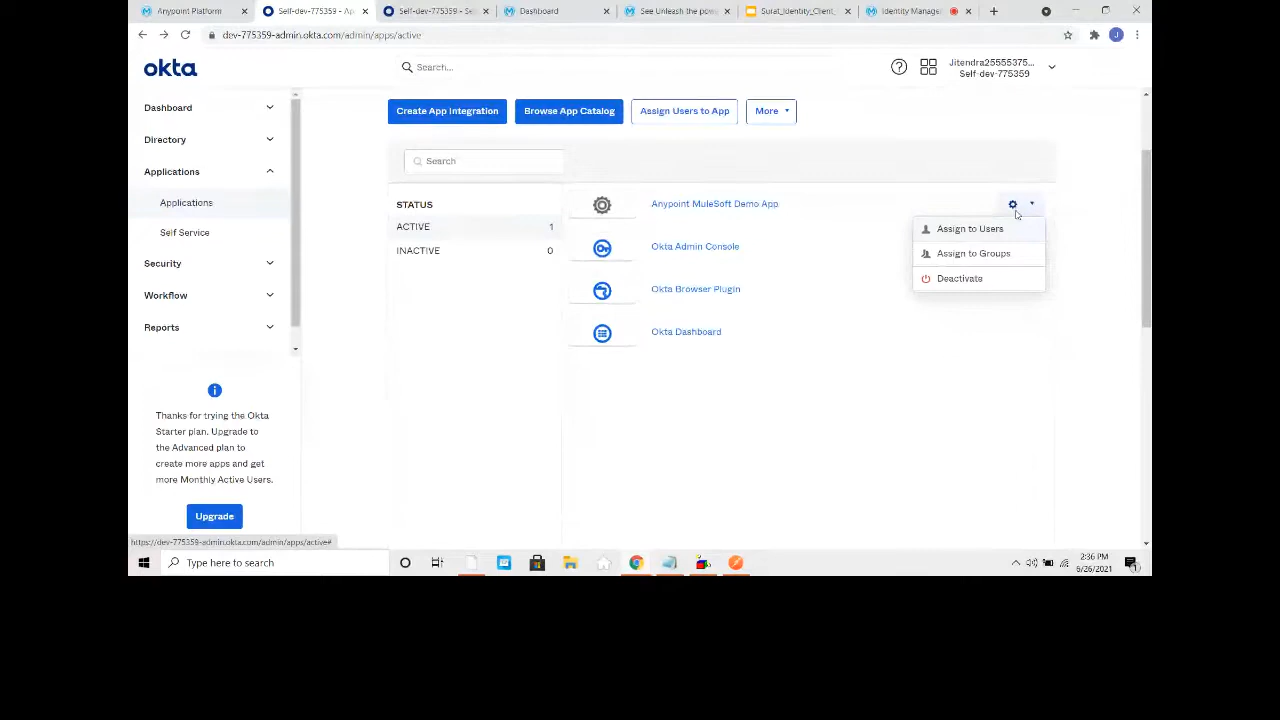 Anypoint Platform
Self-dev-775359 - Ap
Self-dev-775359 - Se
Dashboard
See Unleash the pow
Surat_Identity_Client_
Identity Manage
dev-775359-admin.okta.com/admin/apps/active
J
okta
Search...
Jitendra25555375...
Self-dev-775359
Dashboard
Directory
Applications
Applications
Self Service
Security
Workflow
Reports
Thanks for trying the Okta
Starter plan. Upgrade to
the Advanced plan to
create more apps and get
more Monthly Active Users.
Upgrade
Create App Integration
Browse App Catalog
Assign Users to App
More
Search
STATUS
ACTIVE 1
INACTIVE 0
Anypoint MuleSoft Demo App
Okta Admin Console
Okta Browser Plugin
Okta Dashboard
Assign to Users
Assign to Groups
Deactivate
https://dev-775359-admin.okta.com/admin/apps/active#
Type here to search
2:36 PM
6/26/2021